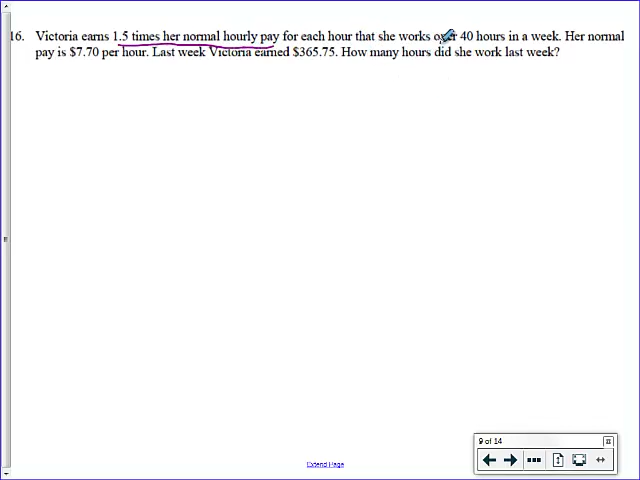 16. Victoria earns 1.5 times her normal hourly pay for each hour that she works over 40 hours in a week. Her normal
pay is $7.70 per hour. Last week Victoria earned $365.75. How many hours did she work last week?
Extend Page
9 of 14